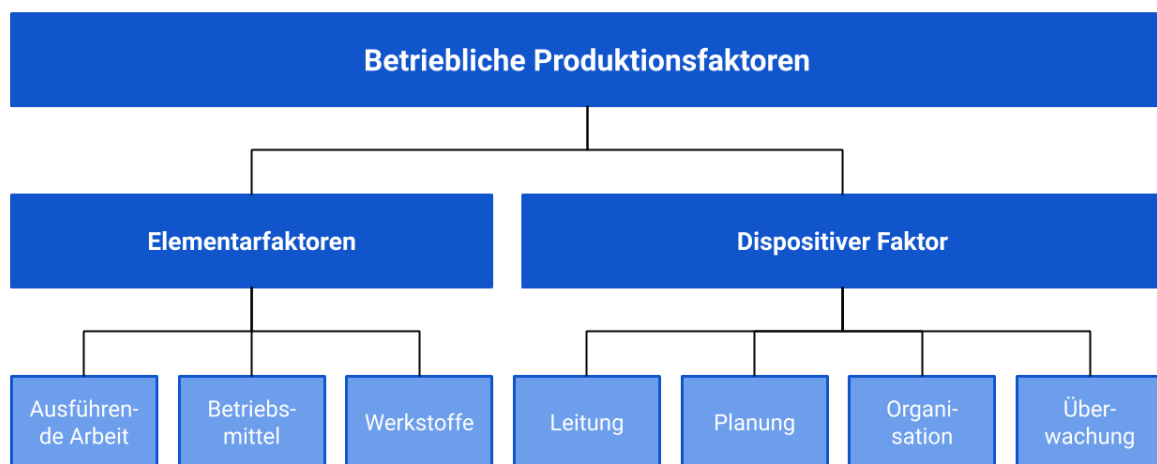 Betriebliche Produktionsfaktoren
Elementarfaktoren
Dispositiver Faktor
Ausführen-
de Arbeit
Betriebs-
mittel
Werkstoffe
Leitung
Planung
Organi-
sation
Über-
wachung